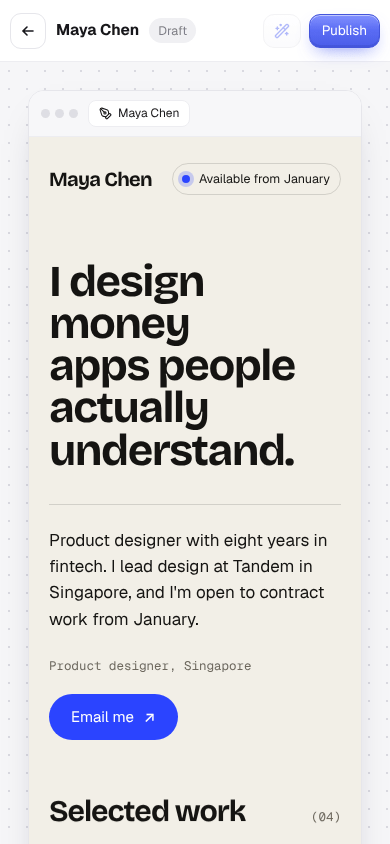 Maya Chen
Draft
Publish
Maya Chen
Maya Chen
Available from January
I design
money
apps people
actually
understand.
Product designer with eight years in
fintech. I lead design at Tandem in
Singapore, and I'm open to contract
work from January.
Product designer, Singapore
Email me
Selected work
(04)